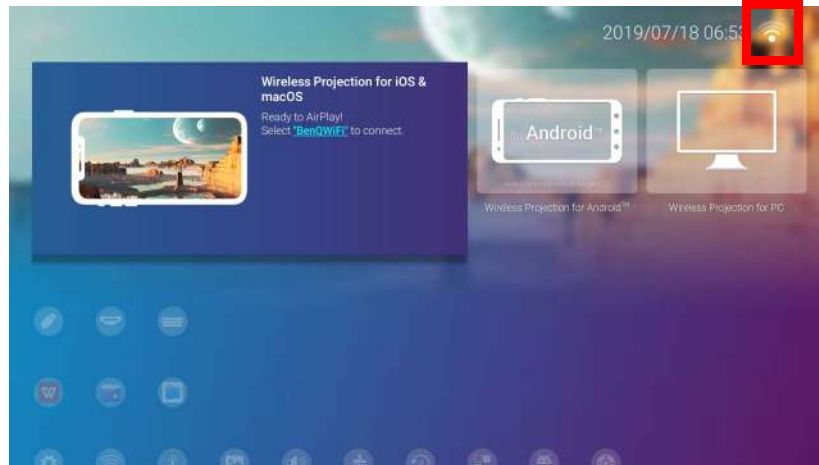 2019/07/18 06:53
Wireless Projection for iOS &
macOS
Ready to AirPlay!
Select "BenQWiFi" to connect.
Android™
Wireless Projection for Android™
Wireless Projection for PC
W